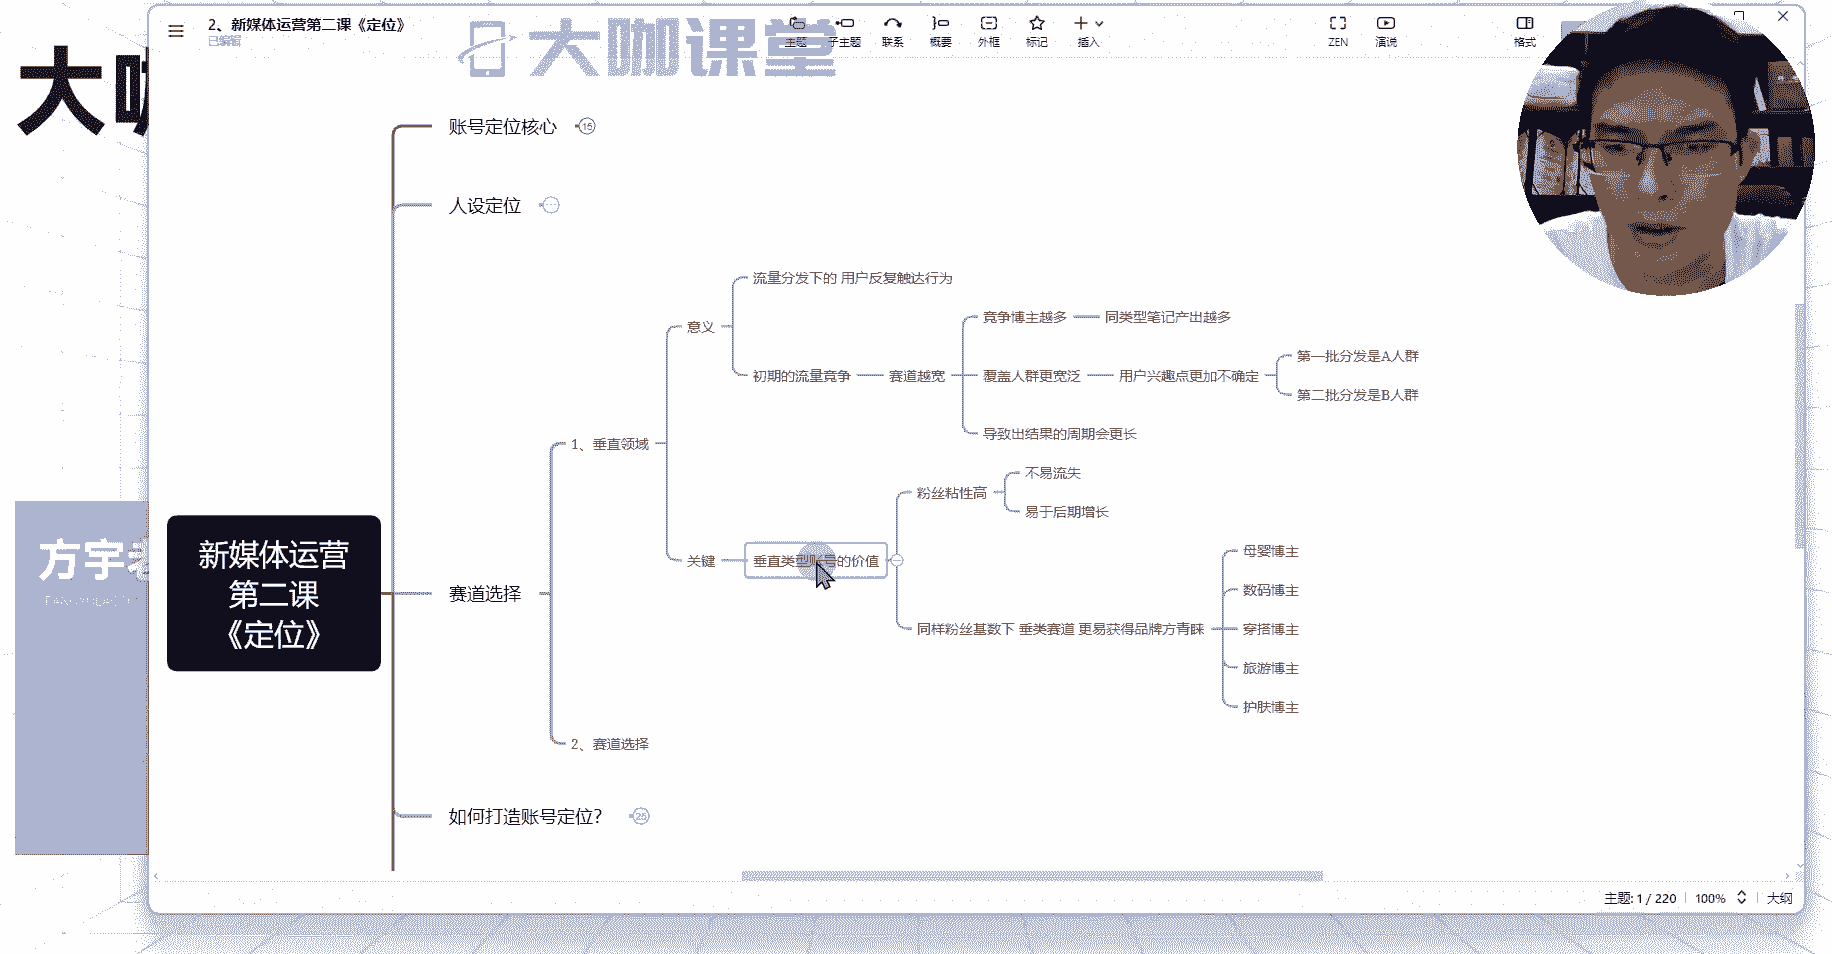 2、新媒体运营第二课《定位》
已编辑
大咖课堂
主题
子主题
联系
概要
外框
标记
插入
ZEN
演说
格式
大
账号定位核心
15
人设定位
流量分发下的 用户反复触达行为
意义
竞争博主越多
同类型笔记产出越多
初期的流量竞争
赛道越宽
覆盖人群更宽泛
用户兴趣点更加不确定
第一批分发是A人群
第二批分发是B人群
导致出结果的周期会更长
1、垂直领域
粉丝粘性高
不易流失
易于后期增长
关键
垂直类型账号的价值
同样粉丝基数下 垂类赛道 更易获得品牌方青睐
母婴博主
数码博主
穿搭博主
旅游博主
护肤博主
新媒体运营
第二课
《定位》
赛道选择
2、赛道选择
如何打造账号定位?
25
方宇
主题: 1 / 220
100%
大纲